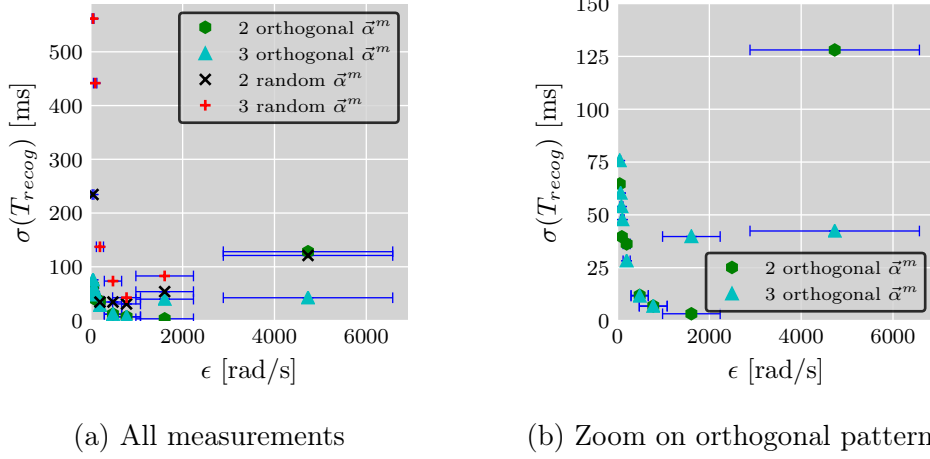 500
400
300
200
100
0
σ(T_recog) [ms]
2 orthogonal α⃗^m
3 orthogonal α⃗^m
2 random α⃗^m
3 random α⃗^m
0 2000 4000 6000
ϵ [rad/s]
(a) All measurements
150
125
100
75
50
25
0
σ(T_recog) [ms]
2 orthogonal α⃗^m
3 orthogonal α⃗^m
0 2000 4000 6000
ϵ [rad/s]
(b) Zoom on orthogonal pattern